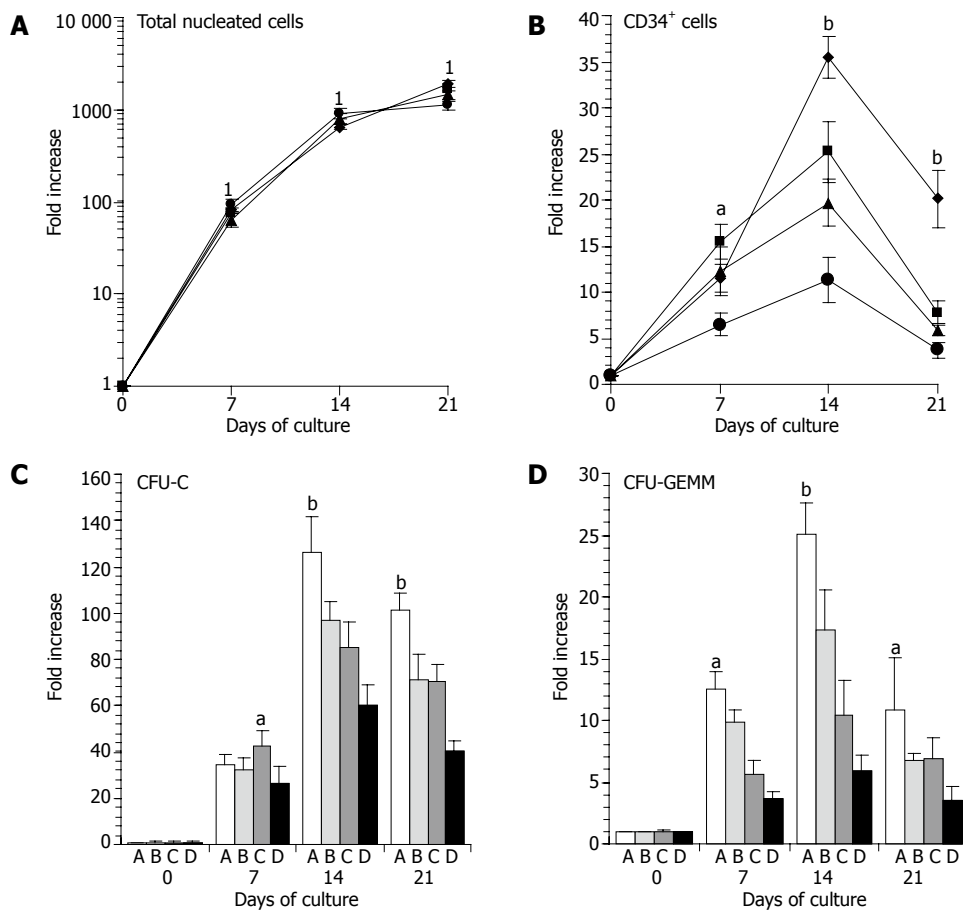 A
Total nucleated cells
10 000
1000
100
10
1
Fold increase
1
1
1
0
7
14
21
Days of culture
B
CD34+ cells
40
35
30
25
20
15
10
5
0
Fold increase
a
b
b
0
7
14
21
Days of culture
C
CFU-C
160
140
120
100
80
60
40
20
0
Fold increase
a
b
b
A B C D A B C D A B C D A B C D
0
7
14
21
Days of culture
D
CFU-GEMM
30
25
20
15
10
5
0
Fold increase
a
b
a
A B C D A B C D A B C D A B C D
0
7
14
21
Days of culture